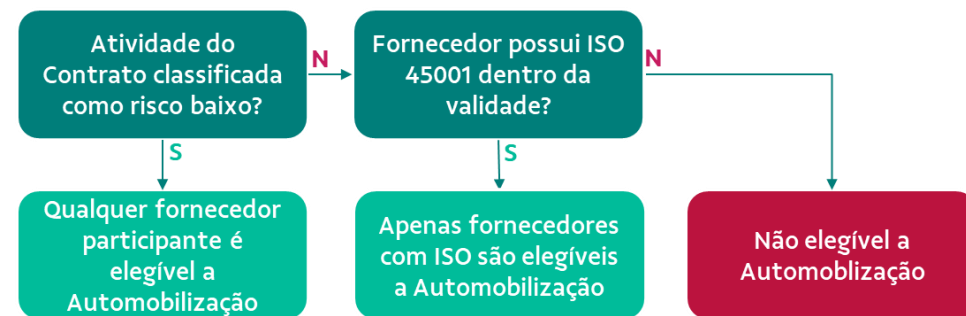 Atividade do
Contrato classificada
como risco baixo?
N
Fornecedor possui ISO
45001 dentro da
validade?
N
S
S
Qualquer fornecedor
participante é
elegível a
Automobilização
Apenas fornecedores
com ISO são elegíveis
a Automobilização
Não elegível a
Automoblização